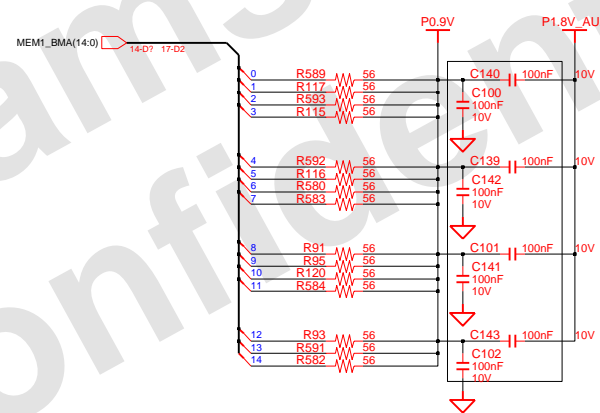 P0.9V
P1.8V_AU
MEM1_BMA(14:0)
14-D? 17-D2
0 R589 56
1 R117 56
2 R593 56
3 R115 56
C140 100nF 10V
C100
100nF
10V
4 R592 56
5 R116 56
6 R580 56
7 R583 56
C139 100nF 10V
C142
100nF
10V
8 R91 56
9 R95 56
10 R120 56
11 R584 56
C101 100nF 10V
C141
100nF
10V
12 R93 56
13 R591 56
14 R582 56
C143 100nF 10V
C102
100nF
10V
ams
onfiden